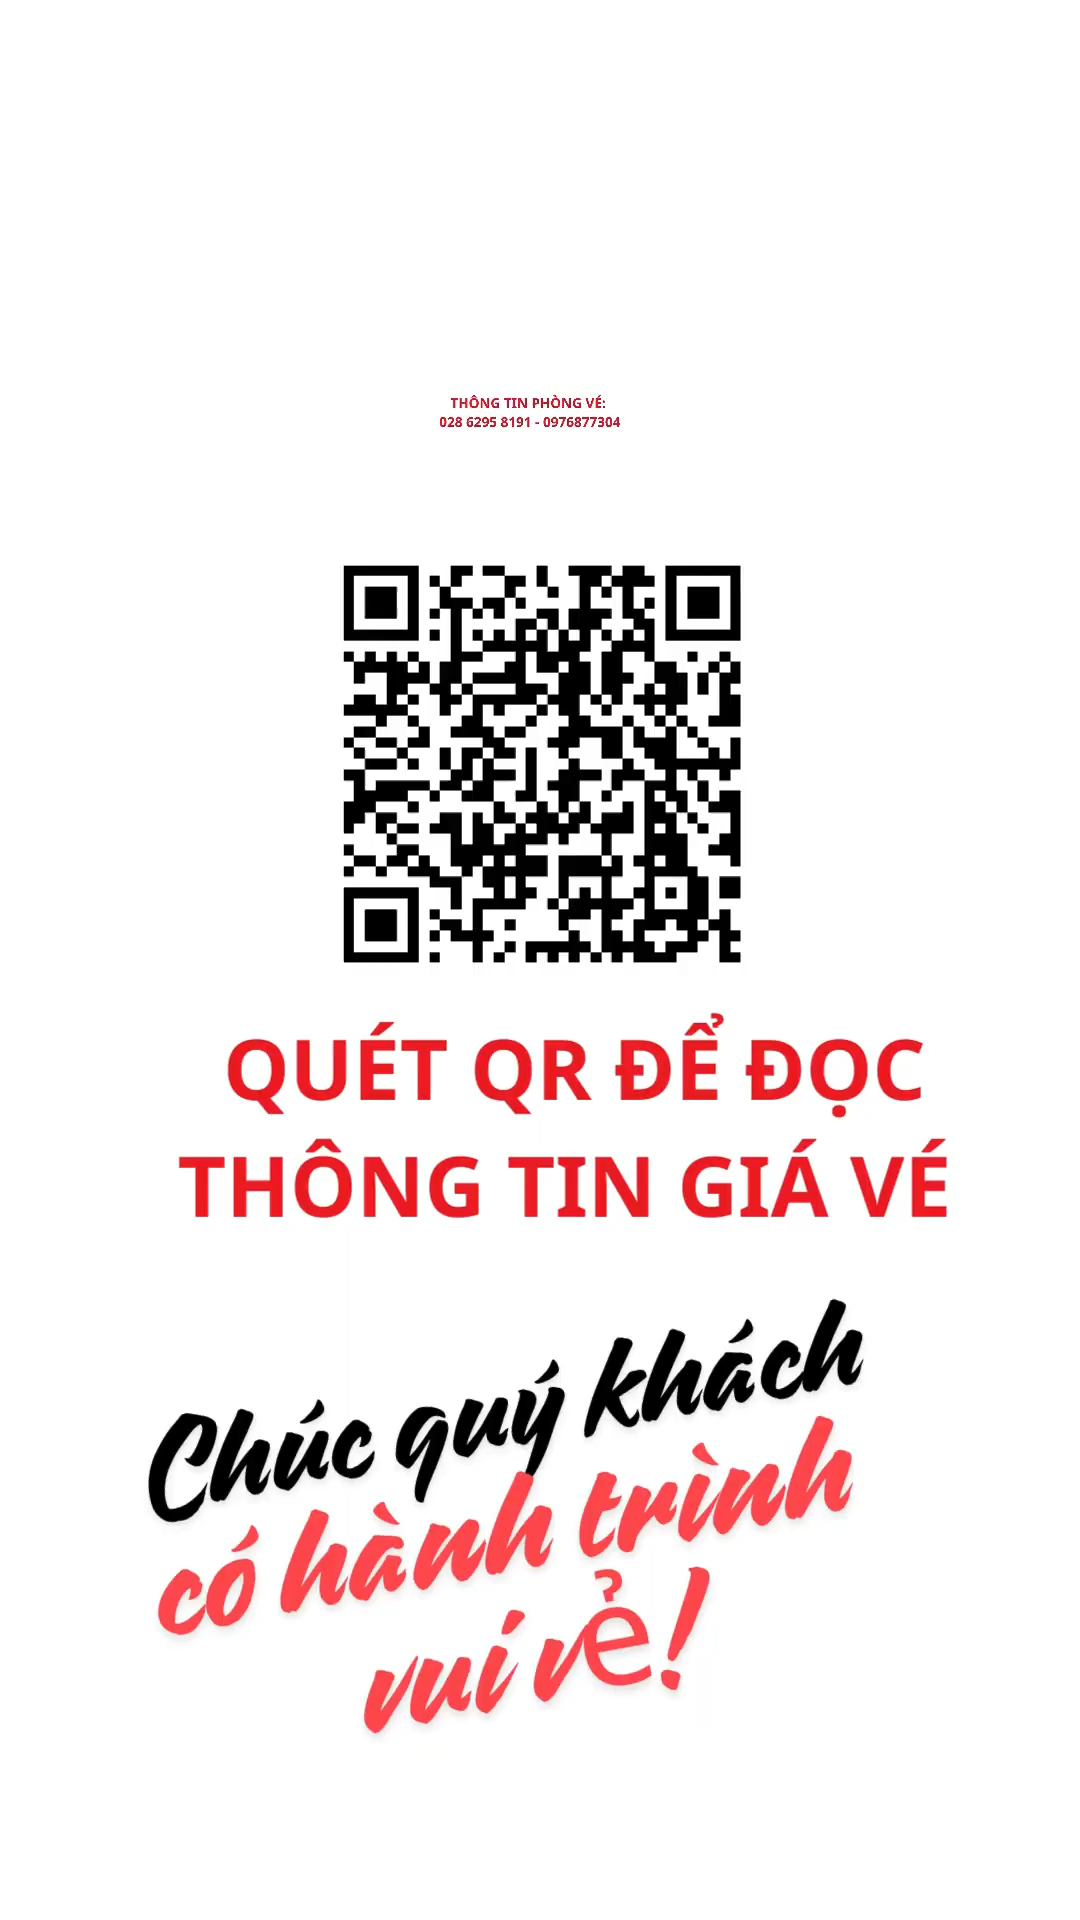 THÔNG TIN PHÒNG VÉ:
028 6295 8191 - 0976877304
QUÉT QR ĐỂ ĐỌC
THÔNG TIN GIÁ VÉ
Chúc quý khách
có hành trình
vui vẻ!